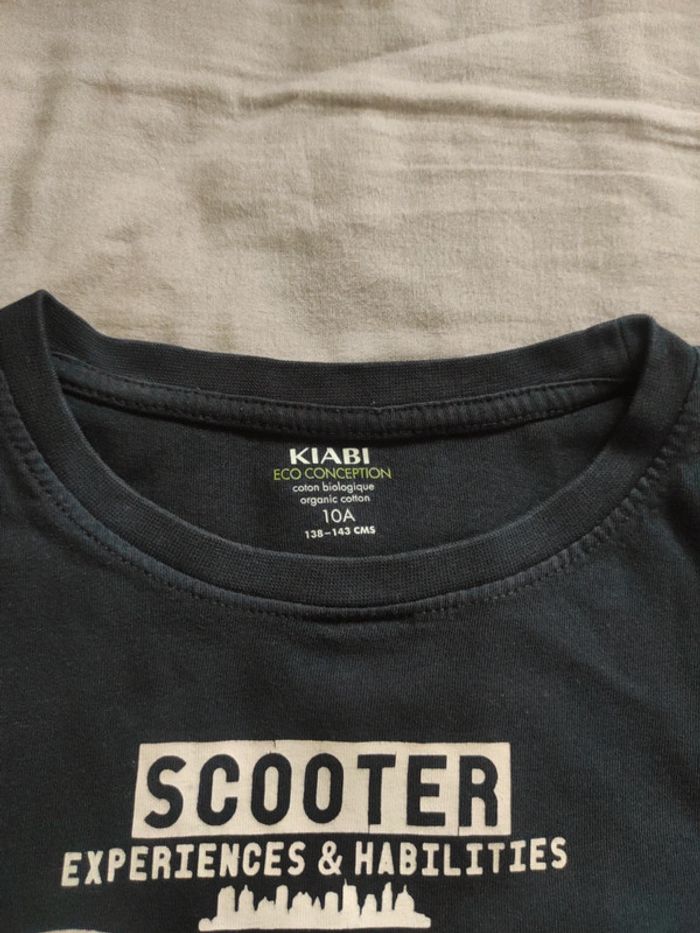 KIABI
ECO CONCEPTION
coton biologique
organic cotton
10A
138-143 CMS
SCOOTER
EXPERIENCES & HABILITIES